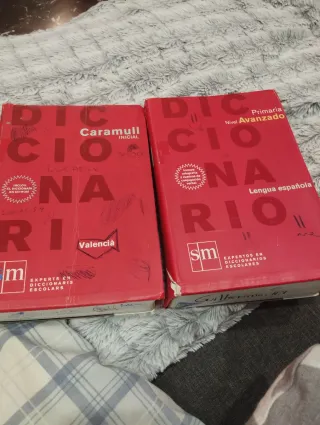 DIC
CIO
NA
RI
Caramull
INICIAL
Valencià
sm
EXPERTS EN
DICCIONARIS
ESCOLARS
DIC
CIO
NA
RIO
Primaria
Nivel Avanzado
Lengua española
sm
EXPERTOS EN
DICCIONARIOS
ESCOLARES